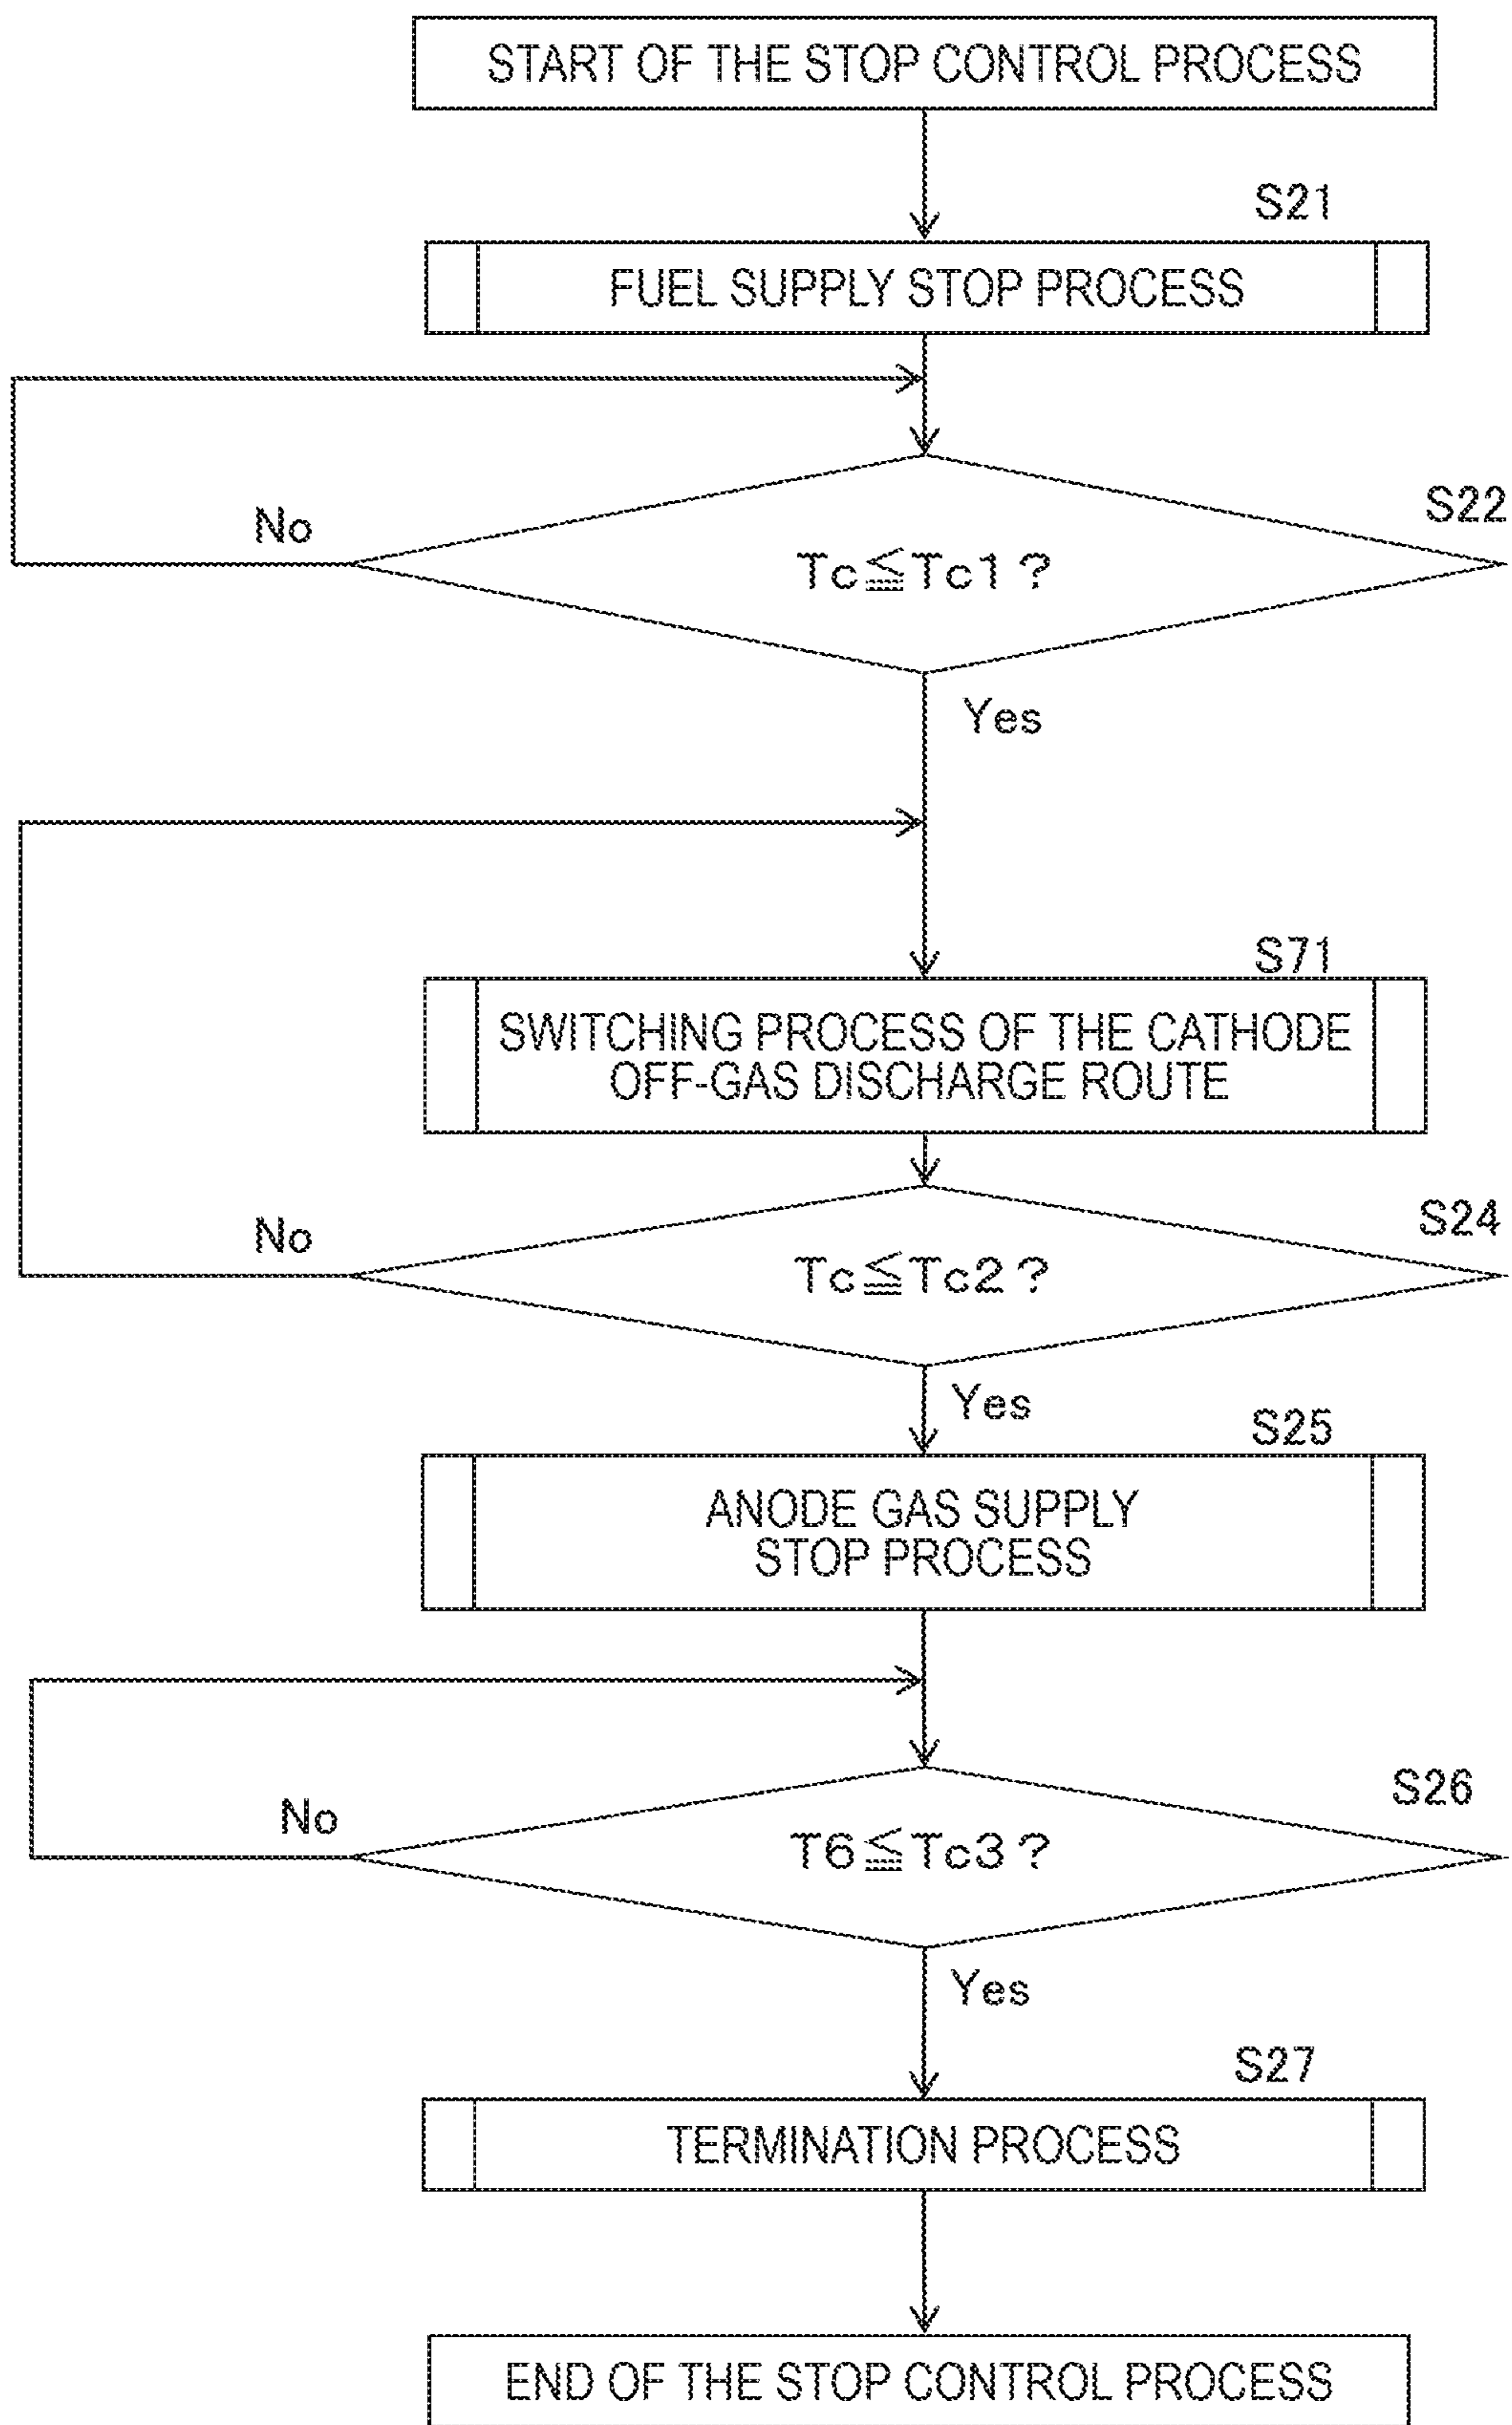 START OF THE STOP CONTROL PROCESS
S21
FUEL SUPPLY STOP PROCESS
S22
No
Tc≦Tc1?
Yes
S71
SWITCHING PROCESS OF THE CATHODE
OFF-GAS DISCHARGE ROUTE
S24
No
Tc≦Tc2?
Yes
S25
ANODE GAS SUPPLY
STOP PROCESS
S26
No
T6≦Tc3?
Yes
S27
TERMINATION PROCESS
END OF THE STOP CONTROL PROCESS